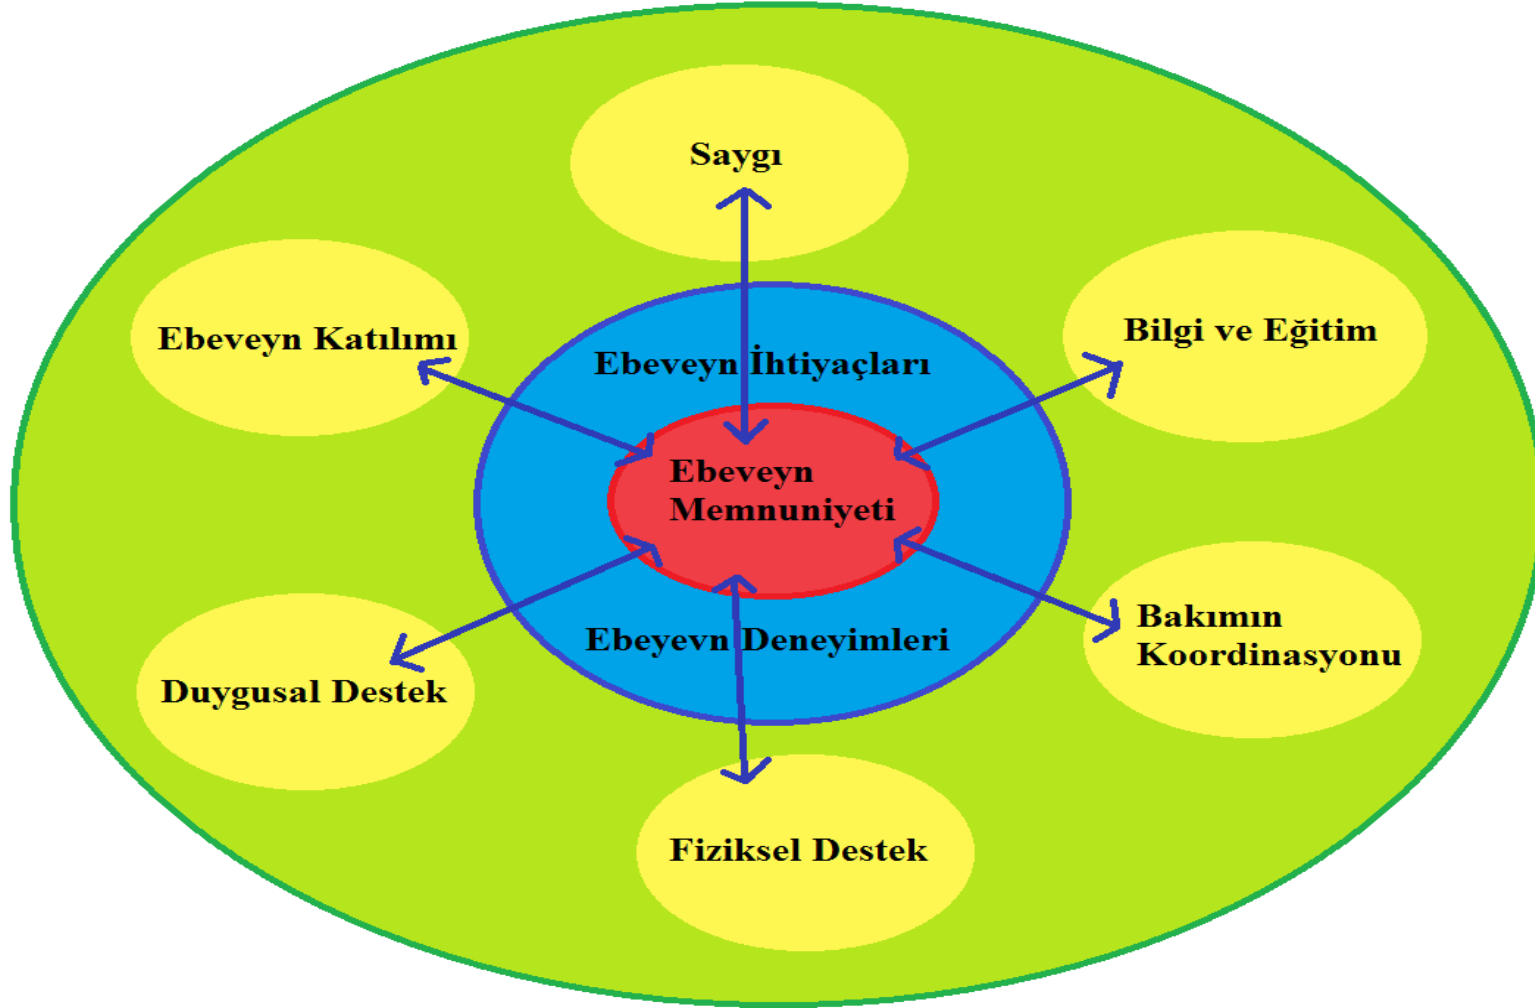 Saygı
Ebeveyn Katılımı
Bilgi ve Eğitim
Ebeveyn İhtiyaçları
Ebeveyn
Memnuniyeti
Ebeyevn Deneyimleri
Bakımın
Koordinasyonu
Duygusal Destek
Fiziksel Destek